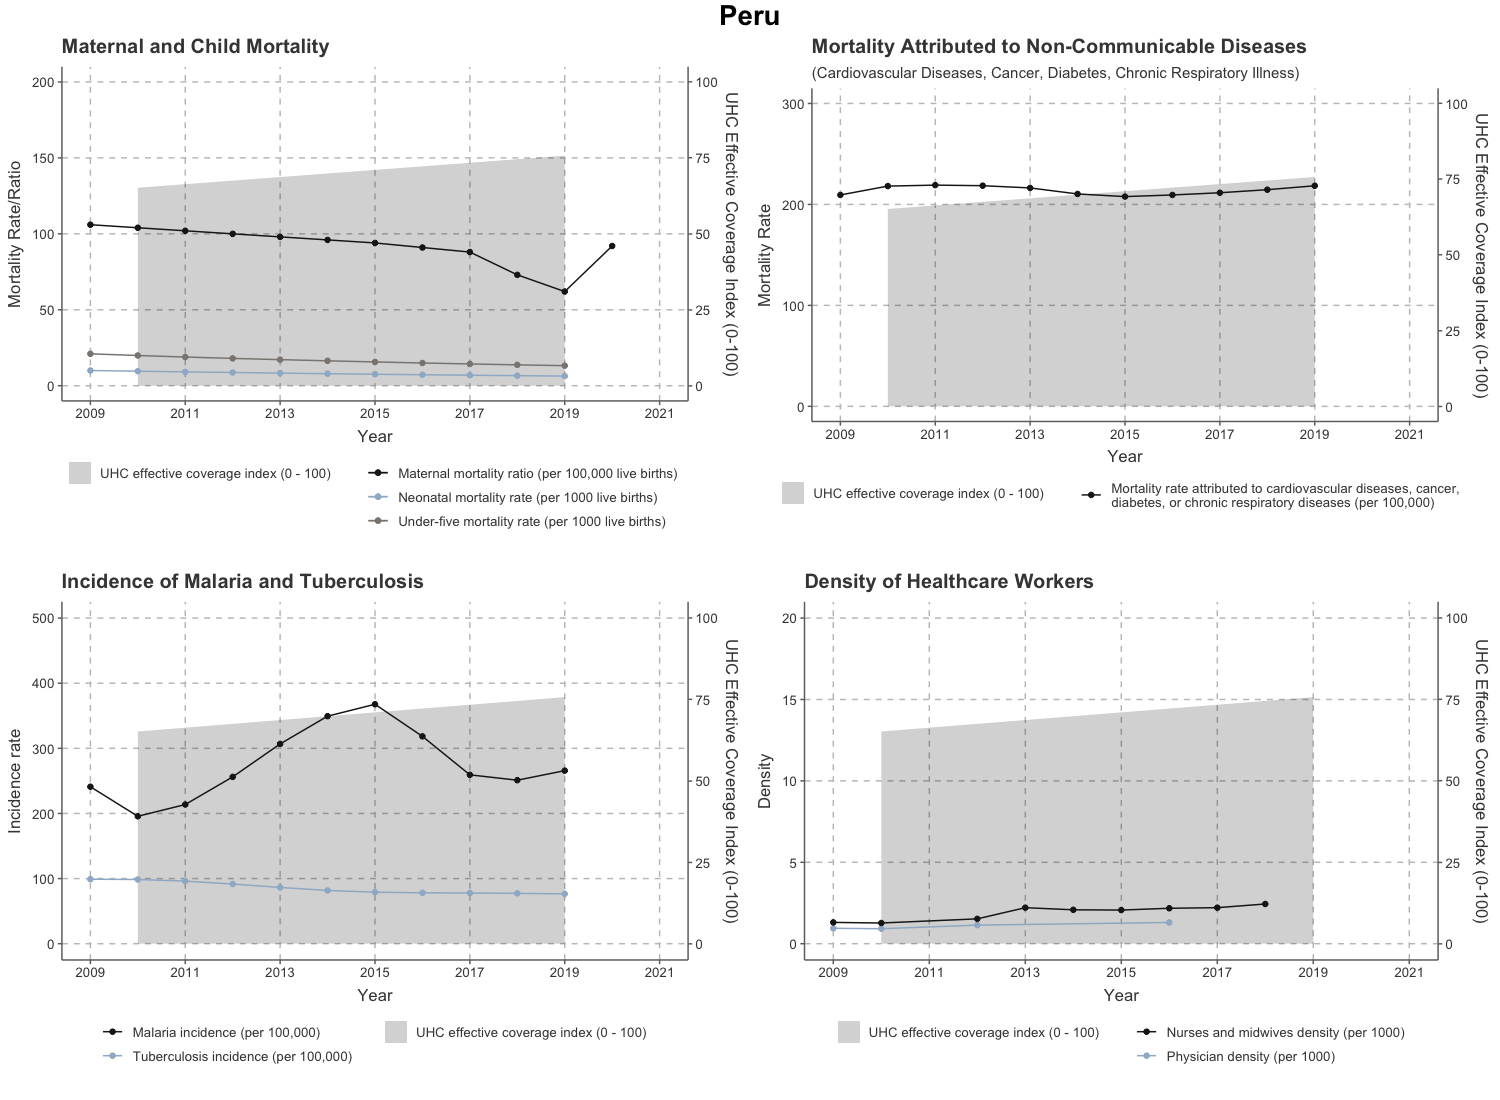 Peru
Maternal and Child Mortality
200
150
100
50
0
100
75
50
25
0
Mortality Rate/Ratio
UHC Effective Coverage Index (0-100)
2009 2011 2013 2015 2017 2019 2021
Year
UHC effective coverage index (0 - 100)
Maternal mortality ratio (per 100,000 live births)
Neonatal mortality rate (per 1000 live births)
Under-five mortality rate (per 1000 live births)
Mortality Attributed to Non-Communicable Diseases
(Cardiovascular Diseases, Cancer, Diabetes, Chronic Respiratory Illness)
300
200
100
0
100
75
50
25
0
Mortality Rate
UHC Effective Coverage Index (0-100)
2009 2011 2013 2015 2017 2019 2021
Year
UHC effective coverage index (0 - 100)
Mortality rate attributed to cardiovascular diseases, cancer,
diabetes, or chronic respiratory diseases (per 100,000)
Incidence of Malaria and Tuberculosis
500
400
300
200
100
0
100
75
50
25
0
Incidence rate
UHC Effective Coverage Index (0-100)
2009 2011 2013 2015 2017 2019 2021
Year
Malaria incidence (per 100,000)
Tuberculosis incidence (per 100,000)
UHC effective coverage index (0 - 100)
Density of Healthcare Workers
20
15
10
5
0
100
75
50
25
0
Density
UHC Effective Coverage Index (0-100)
2009 2011 2013 2015 2017 2019 2021
Year
UHC effective coverage index (0 - 100)
Nurses and midwives density (per 1000)
Physician density (per 1000)